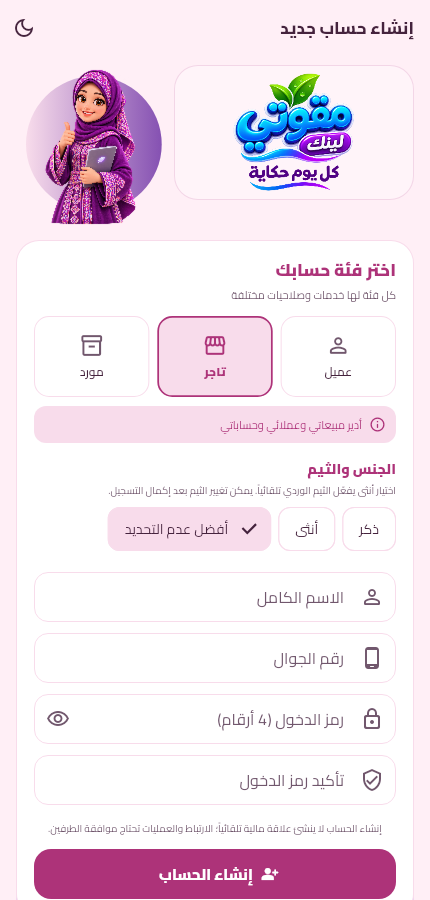 إنشاء حساب جديد
مقوتي
لينك
كل يوم حكاية
اختر فئة حسابك
كل فئة لها خدمات وصلاحيات مختلفة
عميل
تاجر
مورد
أدير مبيعاتي وعملائي وحساباتي
الجنس والثيم
اختيار أنثى يفعّل الثيم الوردي تلقائياً. يمكن تغيير الثيم بعد إكمال التسجيل.
ذكر
أنثى
أفضل عدم التحديد
الاسم الكامل
رقم الجوال
رمز الدخول (4 أرقام)
تأكيد رمز الدخول
إنشاء الحساب لا ينشئ علاقة مالية تلقائياً؛ الارتباط والعمليات تحتاج موافقة الطرفين.
إنشاء الحساب